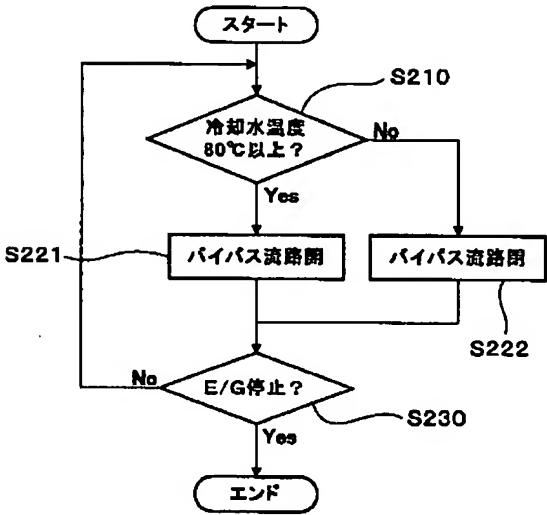 スタート
S210
冷却水温度
80℃以上？
No
Yes
S221
バイパス流路開
バイパス流路閉
S222
No
E/G停止？
S230
Yes
エンド